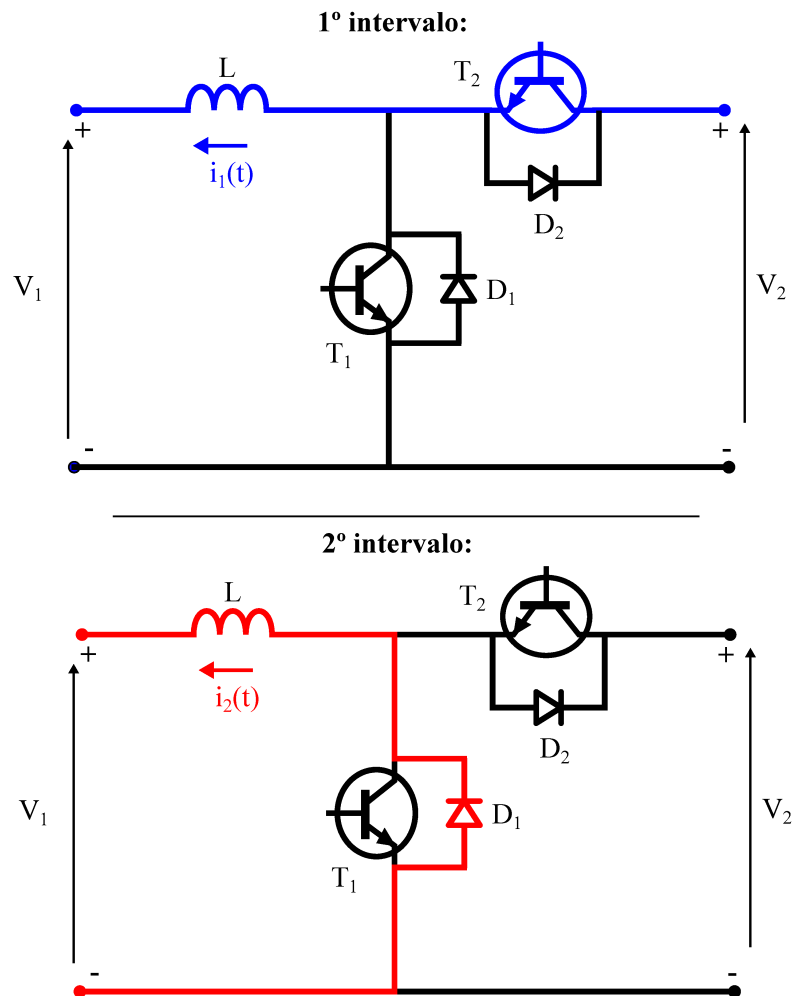 1º intervalo:
L
T₂
+
+
i₁(t)
D₂
V₁
D₁
V₂
T₁
-
-
2º intervalo:
L
T₂
+
+
i₂(t)
D₂
V₁
D₁
V₂
T₁
-
-